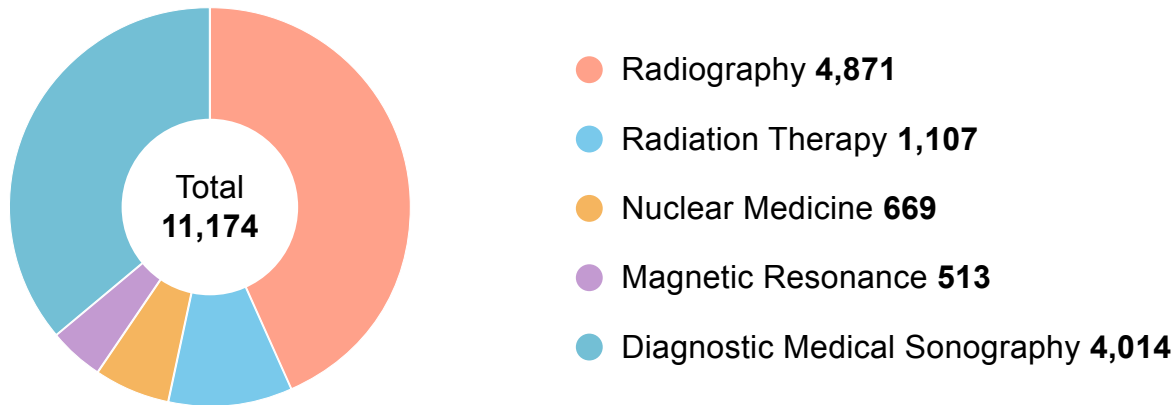 Total
11,174
Radiography 4,871
Radiation Therapy 1,107
Nuclear Medicine 669
Magnetic Resonance 513
Diagnostic Medical Sonography 4,014